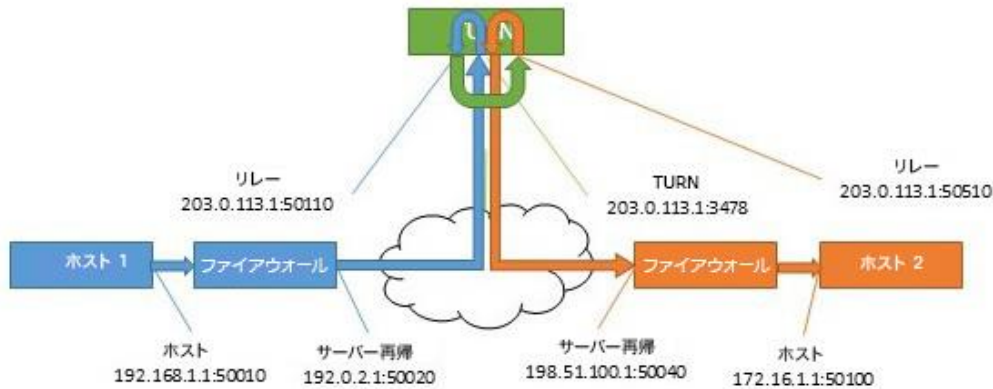 TURN
リレー
203.0.113.1:50110
TURN
203.0.113.1:3478
リレー
203.0.113.1:50510
ホスト 1
ファイアウォール
ファイアウォール
ホスト 2
ホスト
192.168.1.1:50010
サーバー再帰
192.0.2.1:50020
サーバー再帰
198.51.100.1:50040
ホスト
172.16.1.1:50100